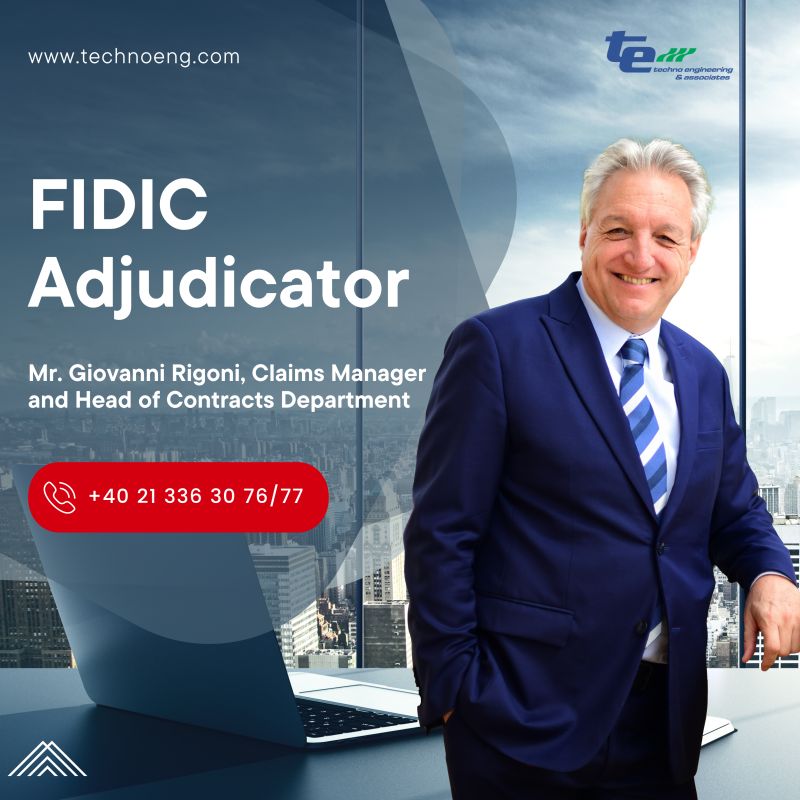 www.technoeng.com
te
techno engineering
& associates
FIDIC
Adjudicator
Mr. Giovanni Rigoni, Claims Manager
and Head of Contracts Department
+40 21 336 30 76/77